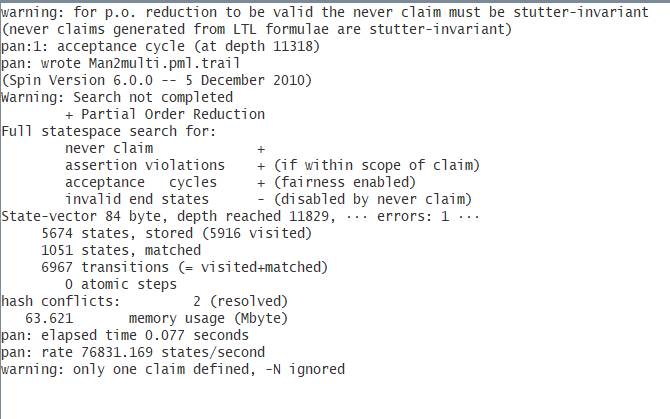 warning: for p.o. reduction to be valid the never claim must be stutter-invariant
(never claims generated from LTL formulae are stutter-invariant)
pan:1: acceptance cycle (at depth 11318)
pan: wrote Man2multi.pml.trail
(Spin Version 6.0.0 -- 5 December 2010)
Warning: Search not completed
+ Partial Order Reduction
Full statespace search for:
never claim +
assertion violations + (if within scope of claim)
acceptance cycles + (fairness enabled)
invalid end states - (disabled by never claim)
State-vector 84 byte, depth reached 11829, ··· errors: 1 ···
5674 states, stored (5916 visited)
1051 states, matched
6967 transitions (= visited+matched)
0 atomic steps
hash conflicts: 2 (resolved)
63.621 memory usage (Mbyte)
pan: elapsed time 0.077 seconds
pan: rate 76831.169 states/second
warning: only one claim defined, -N ignored